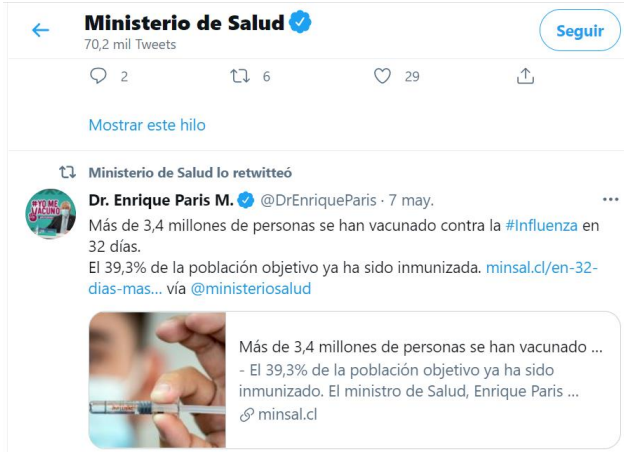 Ministerio de Salud
70,2 mil Tweets
Seguir
2 6 29
Mostrar este hilo
Ministerio de Salud lo retwitteó
Dr. Enrique Paris M. @DrEnriqueParis · 7 may.
Más de 3,4 millones de personas se han vacunado contra la #Influenza en
32 días.
El 39,3% de la población objetivo ya ha sido inmunizada. minsal.cl/en-32-
dias-mas... vía @ministeriosalud
#YO ME
VACUNO
Más de 3,4 millones de personas se han vacunado ...
- El 39,3% de la población objetivo ya ha sido
inmunizado. El ministro de Salud, Enrique Paris ...
minsal.cl